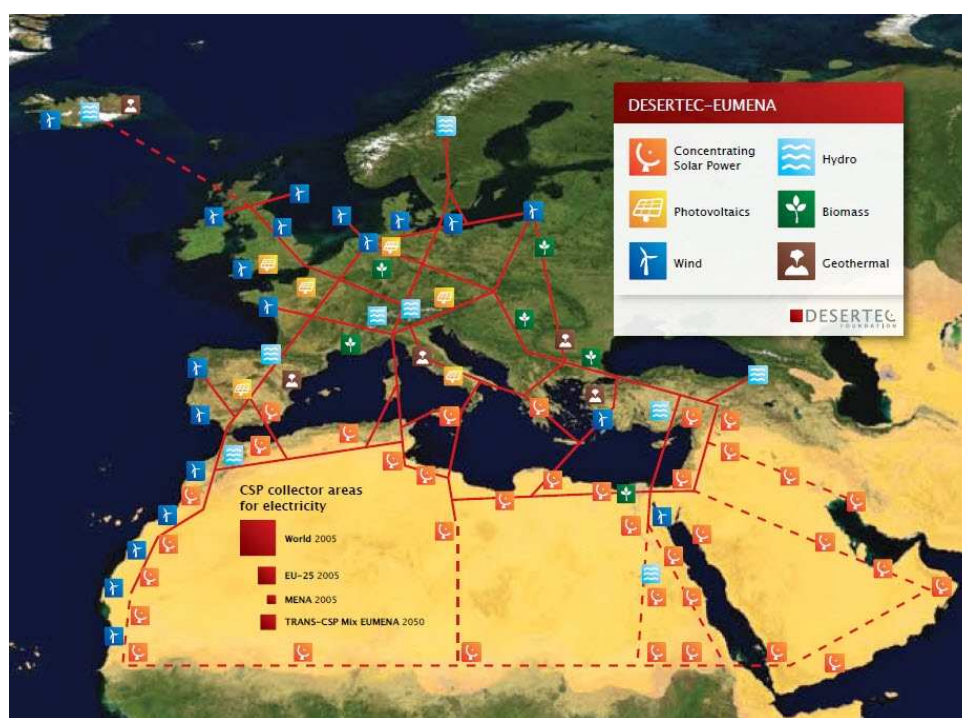 DESERTEC-EUMENA
Concentrating
Solar Power
Hydro
Photovoltaics
Biomass
Wind
Geothermal
DESERTEC
FOUNDATION
CSP collector areas
for electricity
World 2005
EU-25 2005
MENA 2005
TRANS-CSP Mix EUMENA 2050